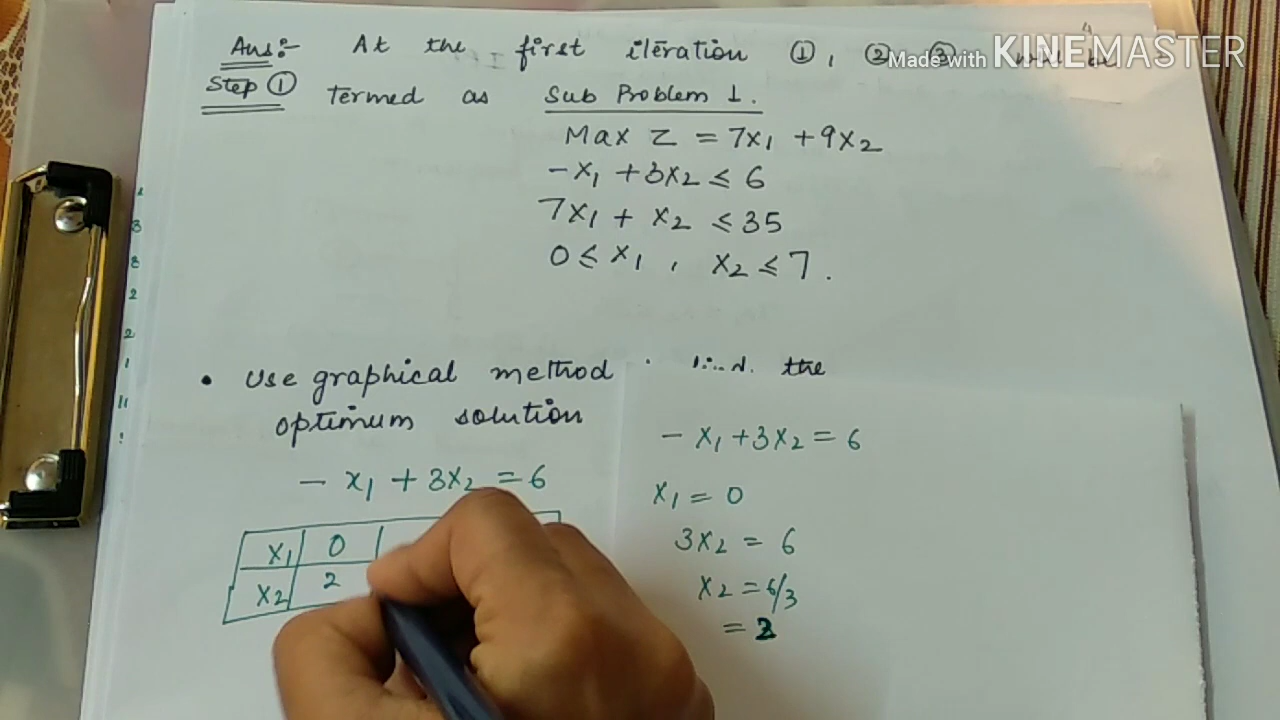 Ans:- At the first iteration ①, ② ③
Made with KINEMASTER
Step ① termed as Sub Problem 1.
Max Z = 7x₁ + 9x₂
-x₁ + 3x₂ ≤ 6
7x₁ + x₂ ≤ 35
0 ≤ x₁, x₂ ≤ 7.
• Use graphical method the
optimum solution
- x₁ + 3x₂ = 6
x₁ 0
x₂ 2
- x₁ + 3x₂ = 6
x₁ = 0
3x₂ = 6
x₂ = 6/3
= 2